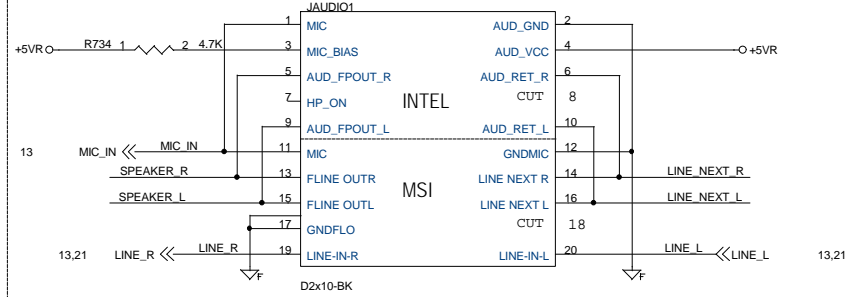 JAUDIO1
1 MIC AUD_GND 2
+5VR R734 1 2 4.7K 3 MIC_BIAS AUD_VCC 4 +5VR
5 AUD_FPOUT_R AUD_RET_R 6
7 HP_ON INTEL CUT 8
9 AUD_FPOUT_L AUD_RET_L 10
13 MIC_IN MIC_IN 11 MIC GNDMIC 12
SPEAKER_R 13 FLINE OUTR MSI LINE NEXT R 14 LINE_NEXT_R
SPEAKER_L 15 FLINE OUTL LINE NEXT L 16 LINE_NEXT_L
17 GNDFLO CUT 18
13,21 LINE_R LINE_R 19 LINE-IN-R LINE-IN-L 20 LINE_L LINE_L 13,21
F F
D2x10-BK